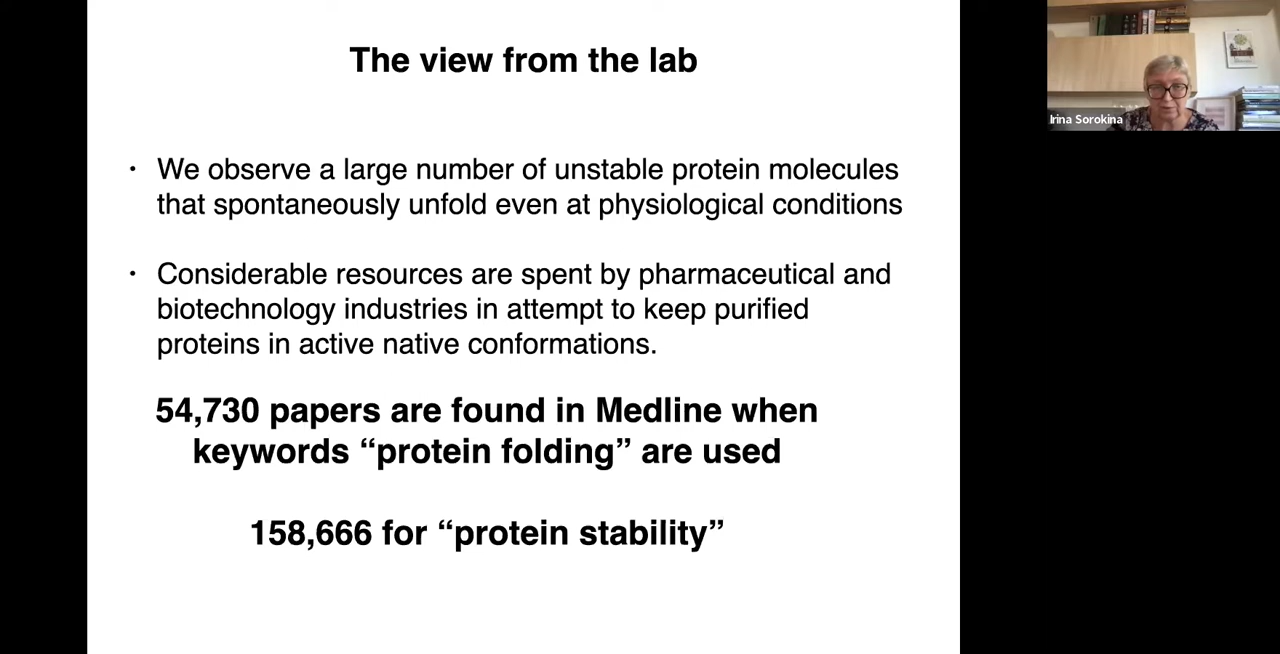 The view from the lab
• We observe a large number of unstable protein molecules
that spontaneously unfold even at physiological conditions
• Considerable resources are spent by pharmaceutical and
biotechnology industries in attempt to keep purified
proteins in active native conformations.
54,730 papers are found in Medline when
keywords “protein folding” are used
158,666 for “protein stability”
Irina Sorokina